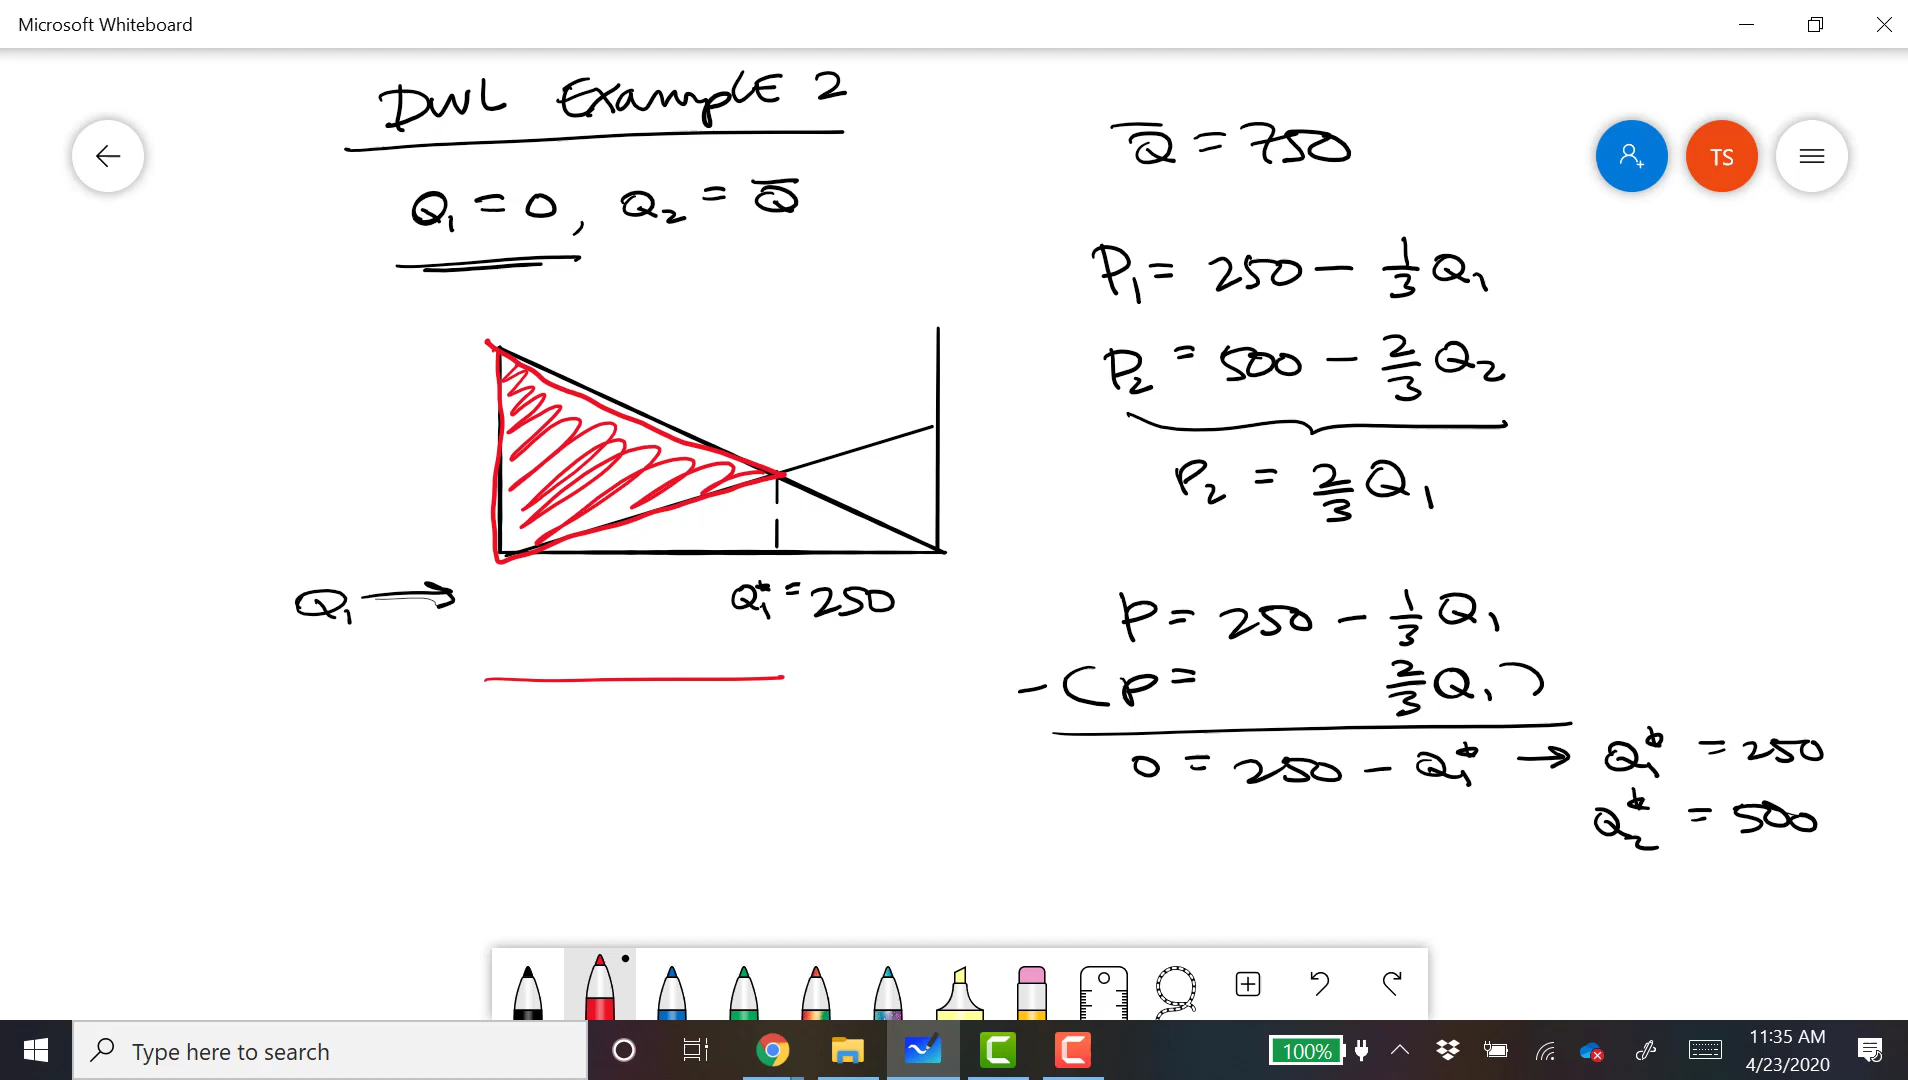 Microsoft Whiteboard
DWL Example 2
Q₁ = 0, Q₂ = Q̅
Q₁ →
Q₁* = 250
Q̅ = 750
P₁ = 250 − 1/3 Q₁
P₂ = 500 − 2/3 Q₂
P₂ = 2/3 Q₁
P = 250 − 1/3 Q₁
− (P = 2/3 Q₁)
0 = 250 − Q₁* → Q₁* = 250
Q₂* = 500
TS
Type here to search
100%
11:35 AM
4/23/2020